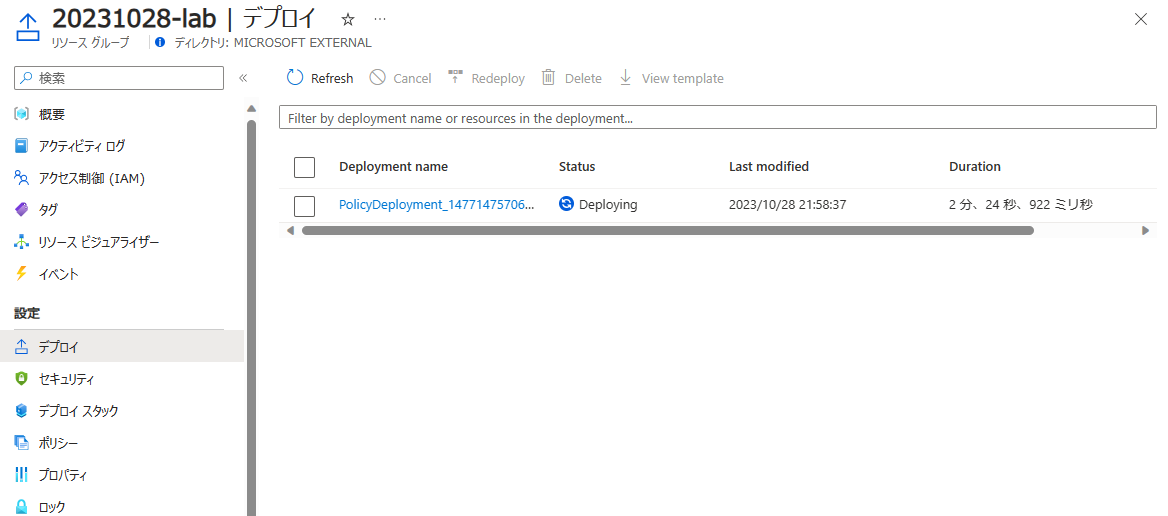 20231028-lab | デプロイ ☆ …
リソース グループ ディレクトリ: MICROSOFT EXTERNAL
検索 «
概要
アクティビティ ログ
アクセス制御 (IAM)
タグ
リソース ビジュアライザー
イベント
設定
デプロイ
セキュリティ
デプロイ スタック
ポリシー
プロパティ
ロック
Refresh Cancel Redeploy Delete View template
Filter by deployment name or resources in the deployment...
Deployment name Status Last modified Duration
PolicyDeployment_14771475706... Deploying 2023/10/28 21:58:37 2 分、24 秒、922 ミリ秒